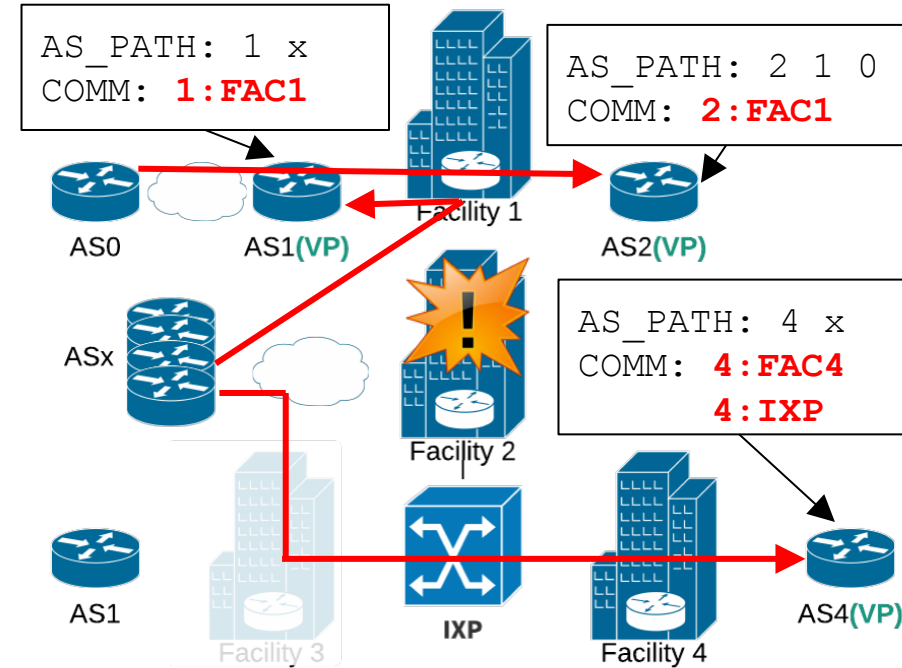 AS_PATH: 1 x
COMM: 1:FAC1
AS_PATH: 2 1 0
COMM: 2:FAC1
Facility 1
AS0
AS1(VP)
AS2(VP)
ASx
!
AS_PATH: 4 x
COMM: 4:FAC4
4:IXP
Facility 2
AS1
Facility 3
IXP
Facility 4
AS4(VP)